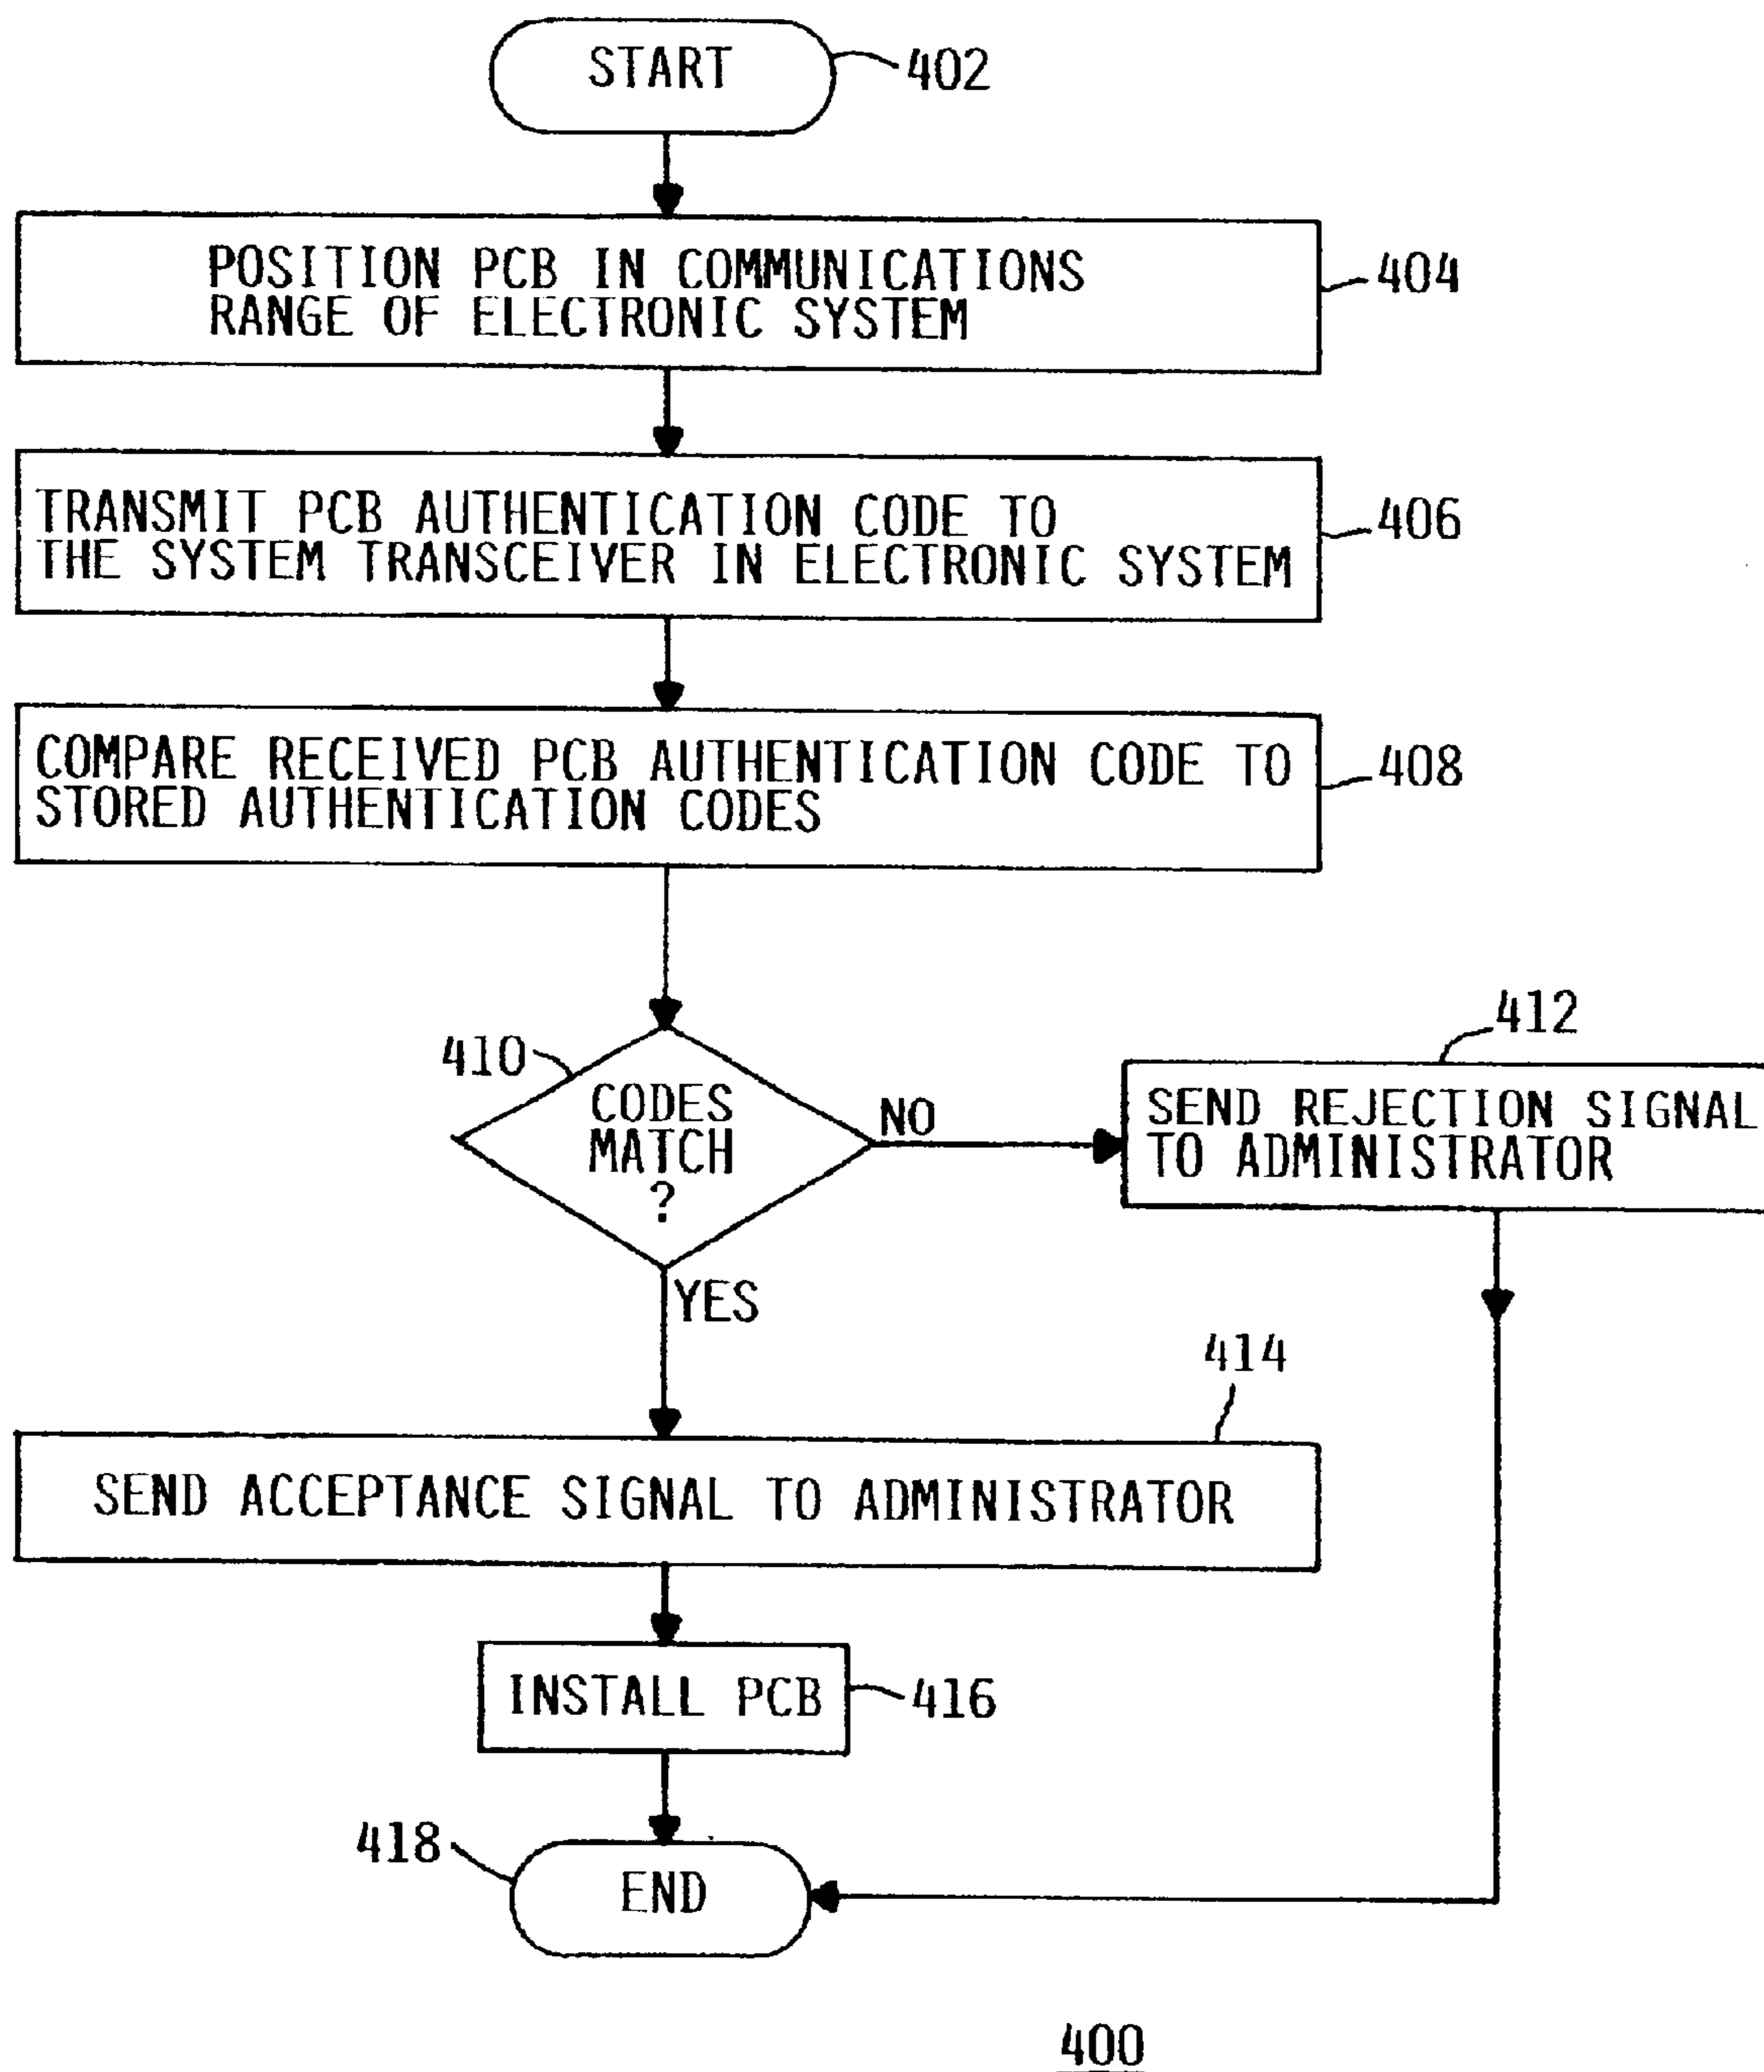 START
402
POSITION PCB IN COMMUNICATIONS
RANGE OF ELECTRONIC SYSTEM
404
TRANSMIT PCB AUTHENTICATION CODE TO
THE SYSTEM TRANSCEIVER IN ELECTRONIC SYSTEM
406
COMPARE RECEIVED PCB AUTHENTICATION CODE TO
STORED AUTHENTICATION CODES
408
410
CODES
MATCH
?
NO
412
SEND REJECTION SIGNAL
TO ADMINISTRATOR
YES
414
SEND ACCEPTANCE SIGNAL TO ADMINISTRATOR
INSTALL PCB
416
418
END
400